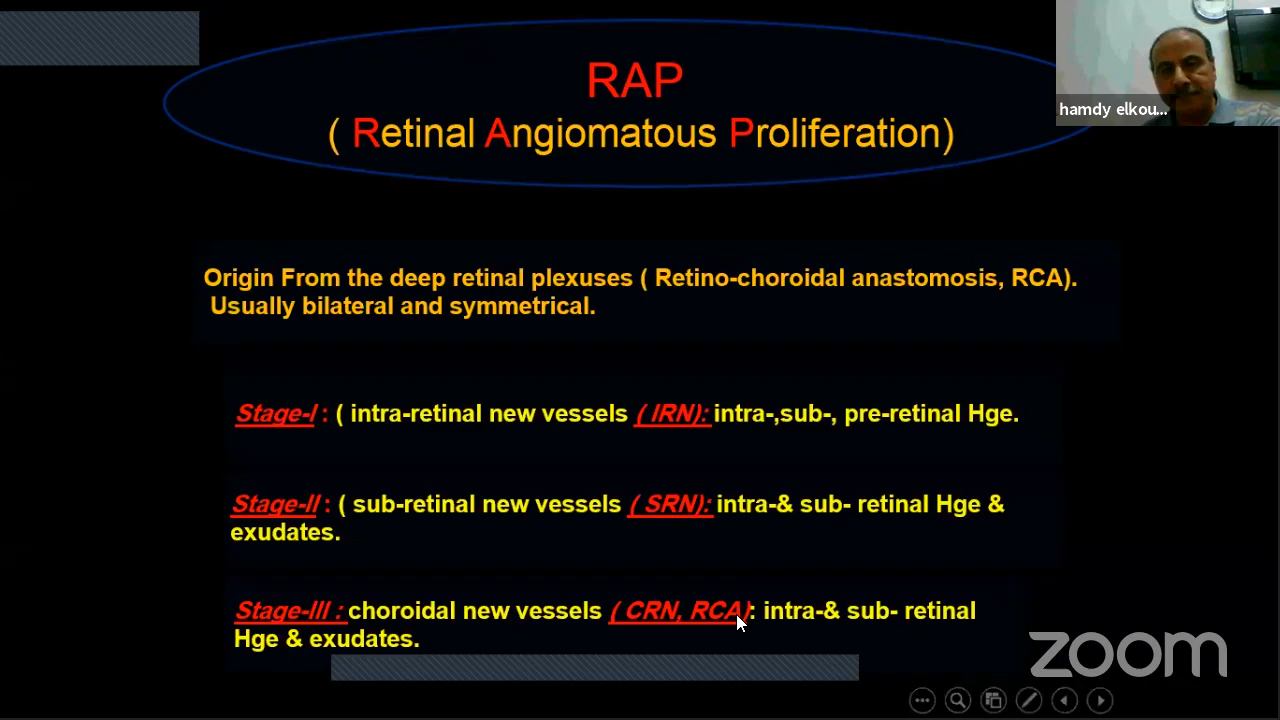 RAP
( Retinal Angiomatous Proliferation)
hamdy elkou...
Origin From the deep retinal plexuses ( Retino-choroidal anastomosis, RCA).
Usually bilateral and symmetrical.
Stage-I : ( intra-retinal new vessels ( IRN): intra-,sub-, pre-retinal Hge.
Stage-II : ( sub-retinal new vessels ( SRN): intra-& sub- retinal Hge &
exudates.
Stage-III : choroidal new vessels ( CRN, RCA): intra-& sub- retinal
Hge & exudates.
zoom